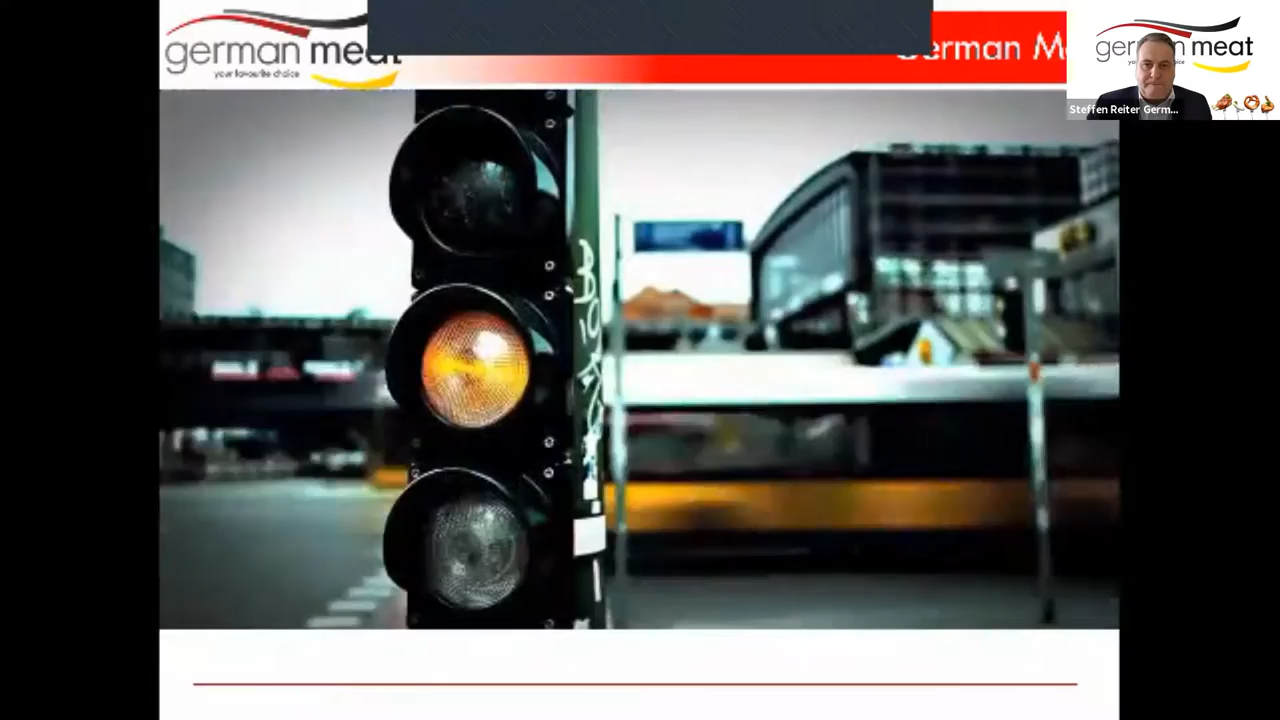 german meat
your favourite choice
German M
german meat
Steffen Reiter Germ...